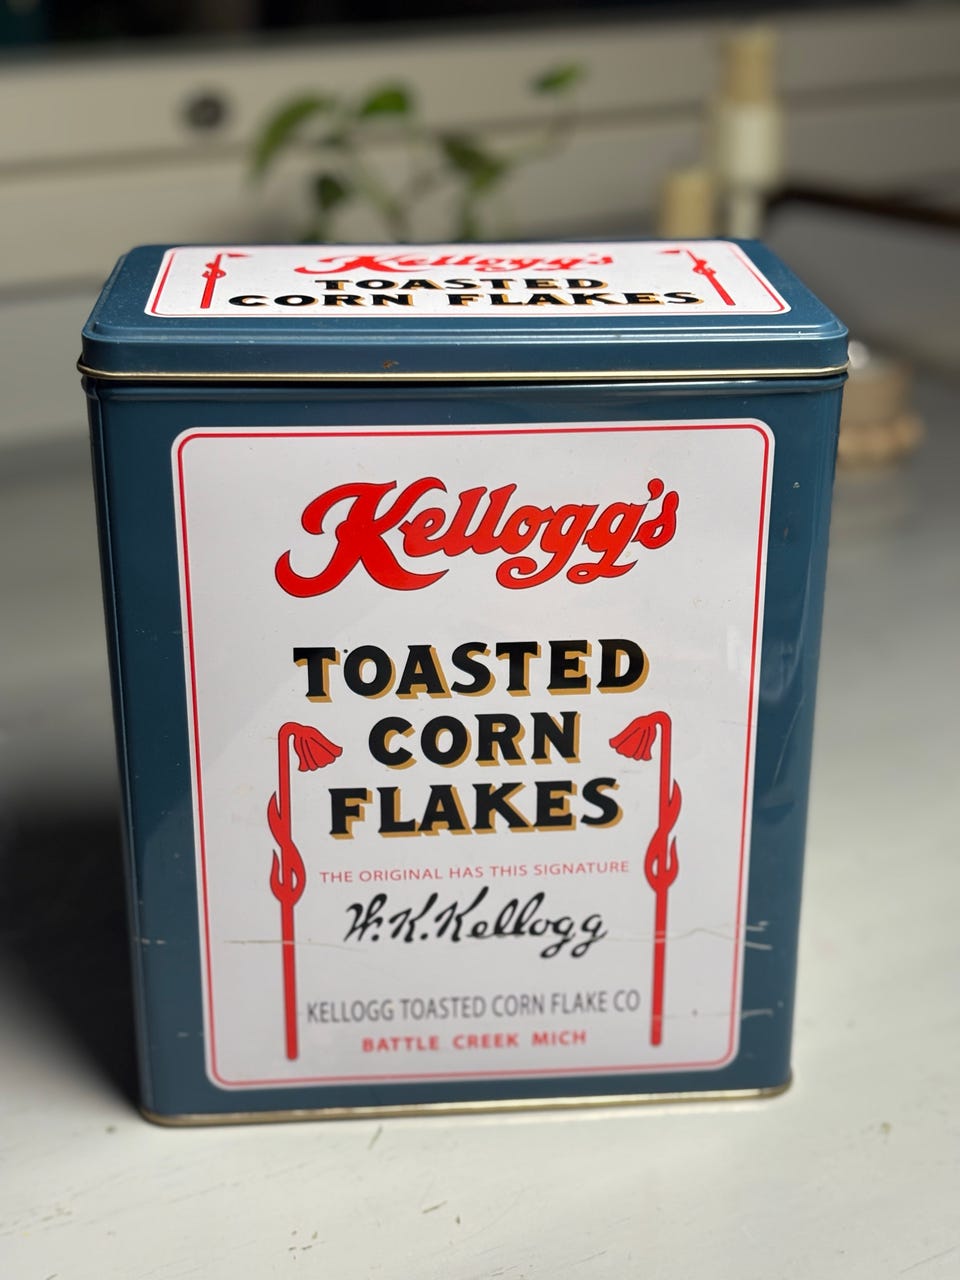 Kellogg's
TOASTED
CORN FLAKES
Kellogg's
TOASTED
CORN
FLAKES
THE ORIGINAL HAS THIS SIGNATURE
W.K.Kellogg
KELLOGG TOASTED CORN FLAKE CO
BATTLE CREEK MICH